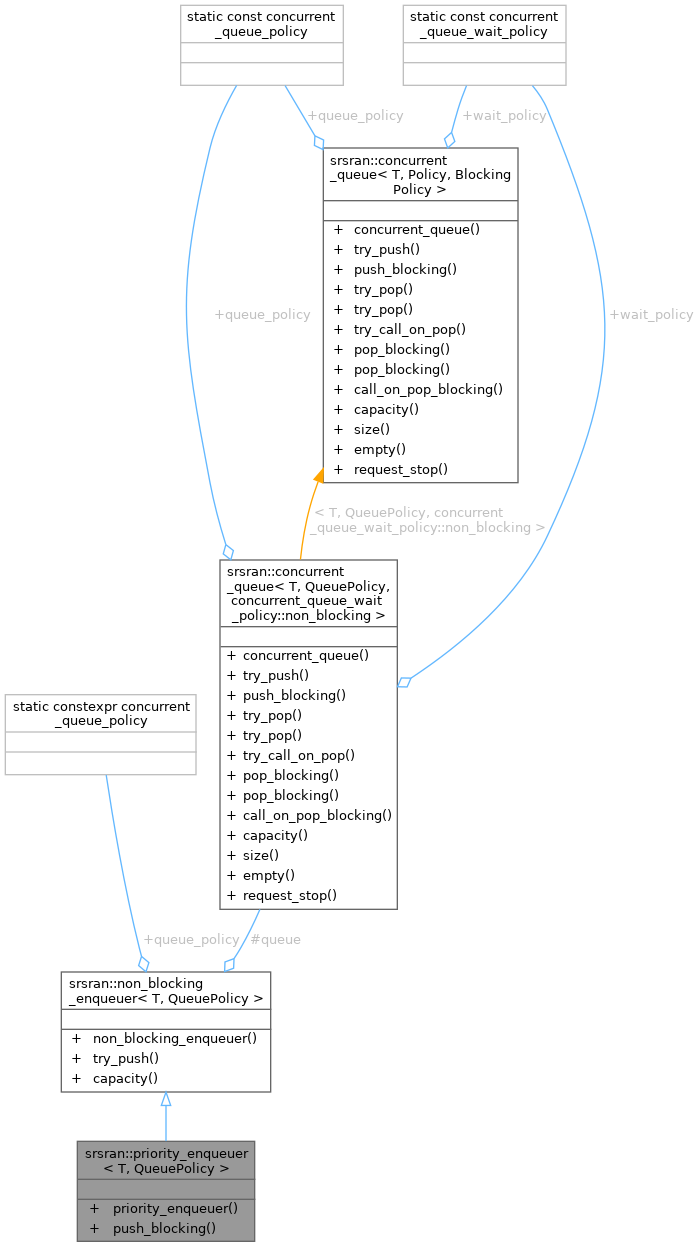 static const concurrent
_queue_policy
static const concurrent
_queue_wait_policy
+queue_policy
+wait_policy
srsran::concurrent
_queue< T, Policy, Blocking
Policy >
+ concurrent_queue()
+ try_push()
+ push_blocking()
+ try_pop()
+ try_pop()
+ try_call_on_pop()
+ pop_blocking()
+ pop_blocking()
+ call_on_pop_blocking()
+ capacity()
+ size()
+ empty()
+ request_stop()
+queue_policy
+wait_policy
< T, QueuePolicy, concurrent
_queue_wait_policy::non_blocking >
srsran::concurrent
_queue< T, QueuePolicy,
concurrent_queue_wait
_policy::non_blocking >
+ concurrent_queue()
+ try_push()
+ push_blocking()
+ try_pop()
+ try_pop()
+ try_call_on_pop()
+ pop_blocking()
+ pop_blocking()
+ call_on_pop_blocking()
+ capacity()
+ size()
+ empty()
+ request_stop()
static constexpr concurrent
_queue_policy
+queue_policy
#queue
srsran::non_blocking
_enqueuer< T, QueuePolicy >
+ non_blocking_enqueuer()
+ try_push()
+ capacity()
srsran::priority_enqueuer
< T, QueuePolicy >
+ priority_enqueuer()
+ push_blocking()